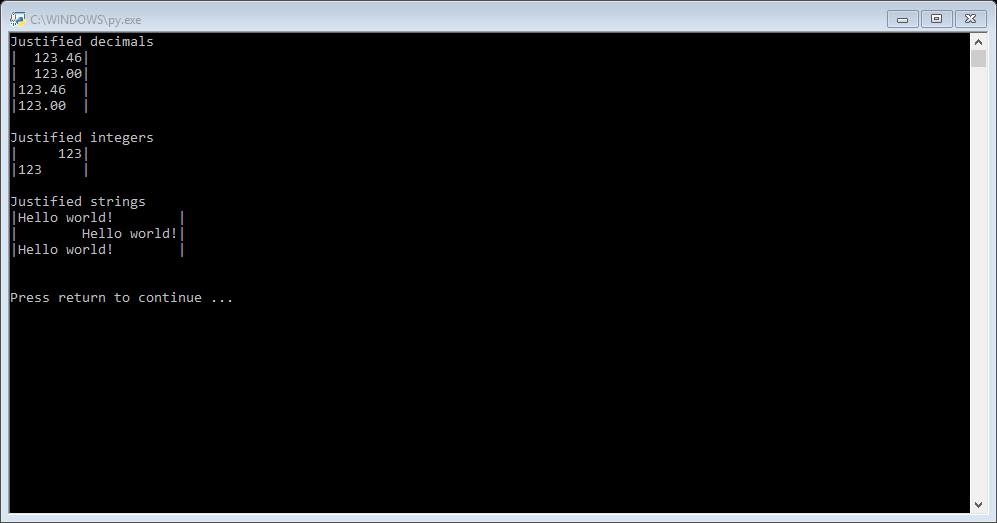 C:\WINDOWS\py.exe
Justified decimals
|  123.46|
|  123.00|
|123.46  |
|123.00  |
Justified integers
|     123|
|123     |
Justified strings
|Hello world!        |
|        Hello world!|
|Hello world!        |
Press return to continue ...